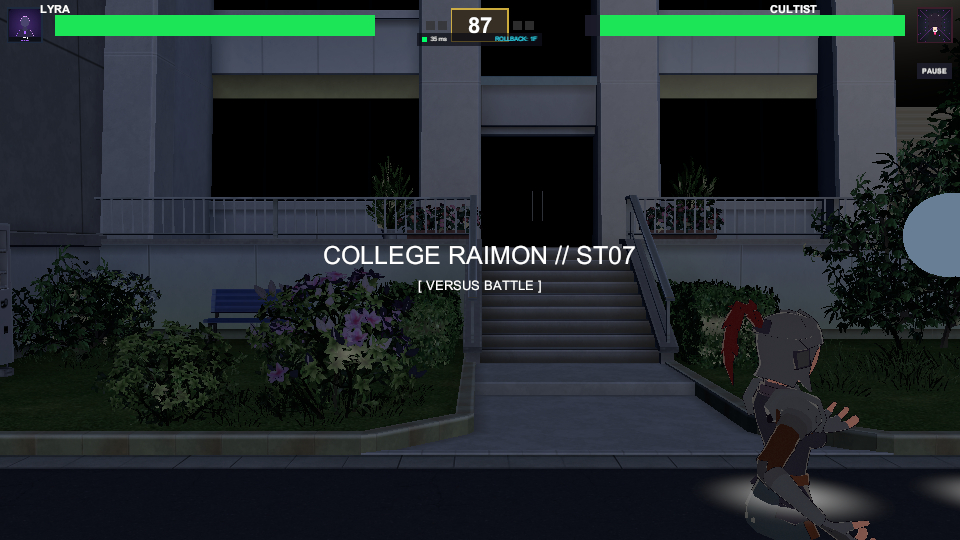 LYRA
CULTIST
87
35 ms
ROLLBACK: 1F
PAUSE
COLLEGE RAIMON // ST07
[ VERSUS BATTLE ]